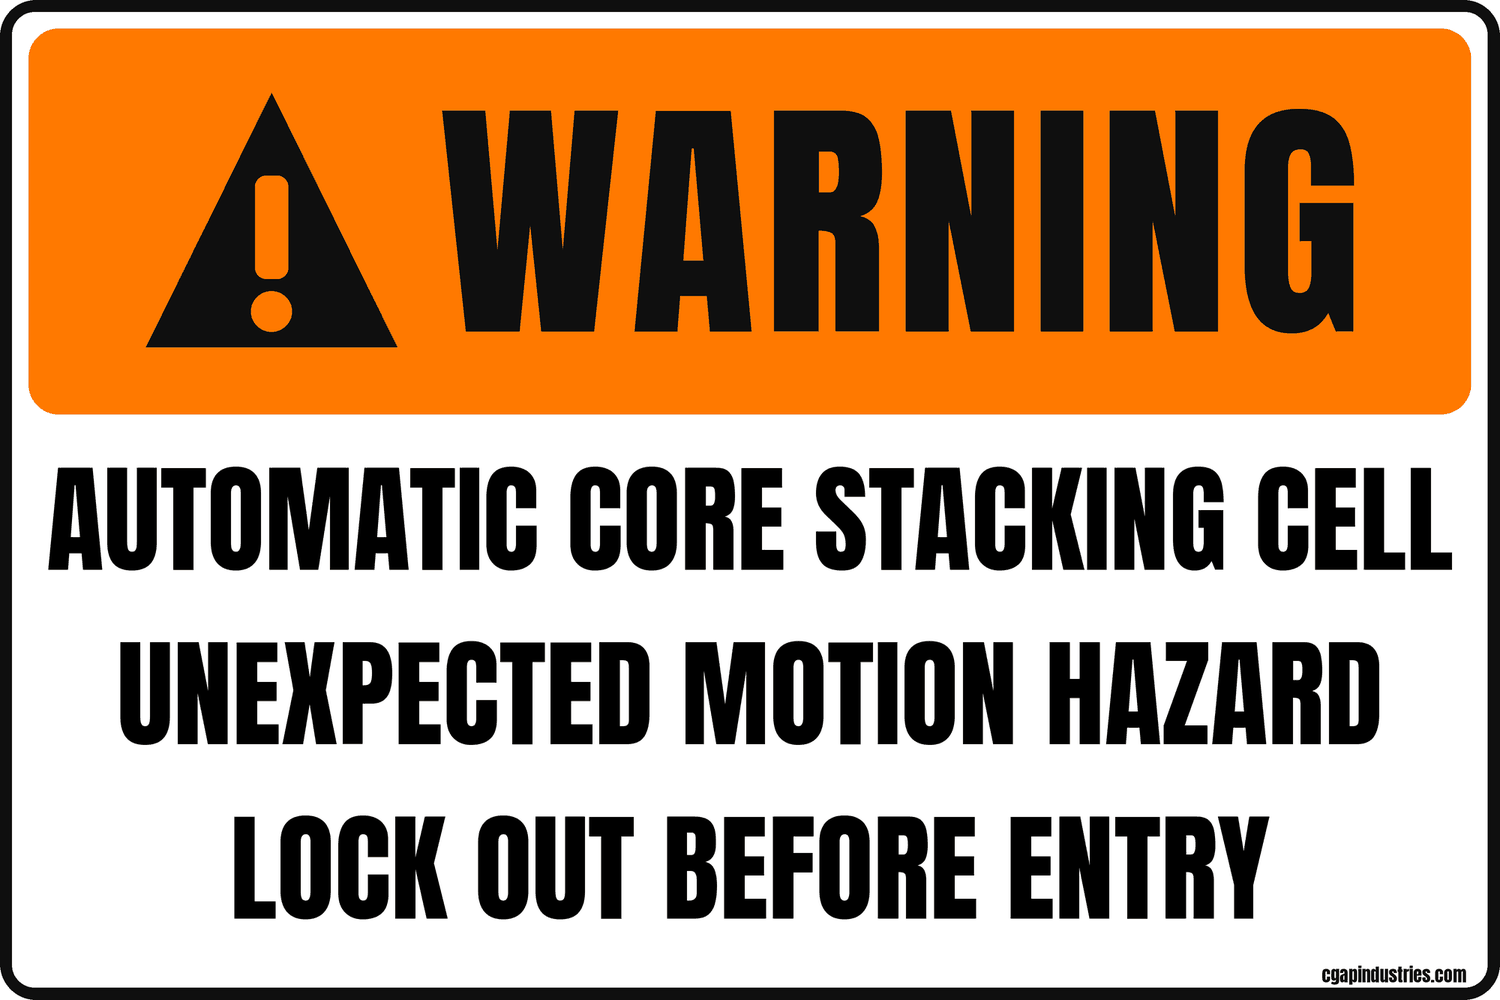 WARNING
AUTOMATIC CORE STACKING CELL
UNEXPECTED MOTION HAZARD
LOCK OUT BEFORE ENTRY
cgapindustries.com